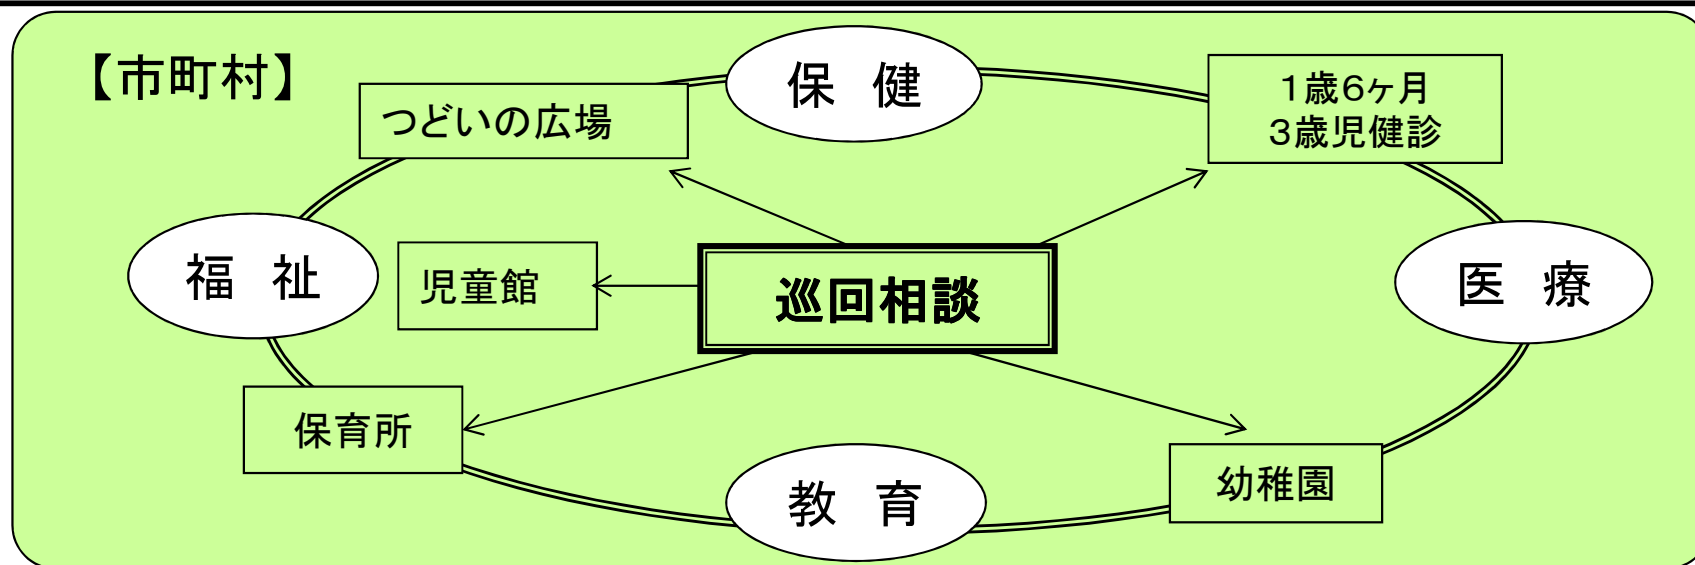 【市町村】
保　健
つどいの広場
１歳６ヶ月
３歳児健診
福　祉
児童館
巡回相談
医　療
保育所
教　育
幼稚園